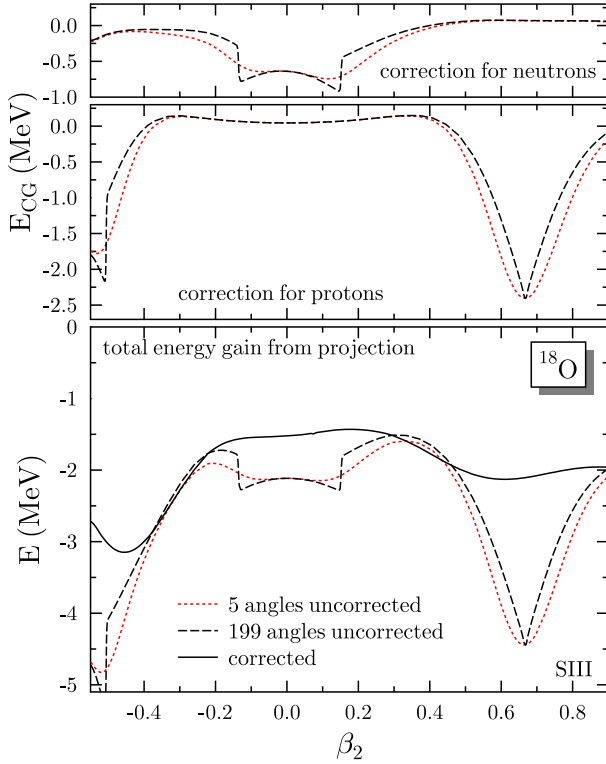 0.0
-0.5
-1.0
correction for neutrons
0.0
-0.5
-1.0
-1.5
-2.0
-2.5
E_CG (MeV)
correction for protons
0
-1
-2
-3
-4
-5
E (MeV)
total energy gain from projection
¹⁸O
5 angles uncorrected
199 angles uncorrected
corrected
SIII
-0.4 -0.2 0.0 0.2 0.4 0.6 0.8
β₂